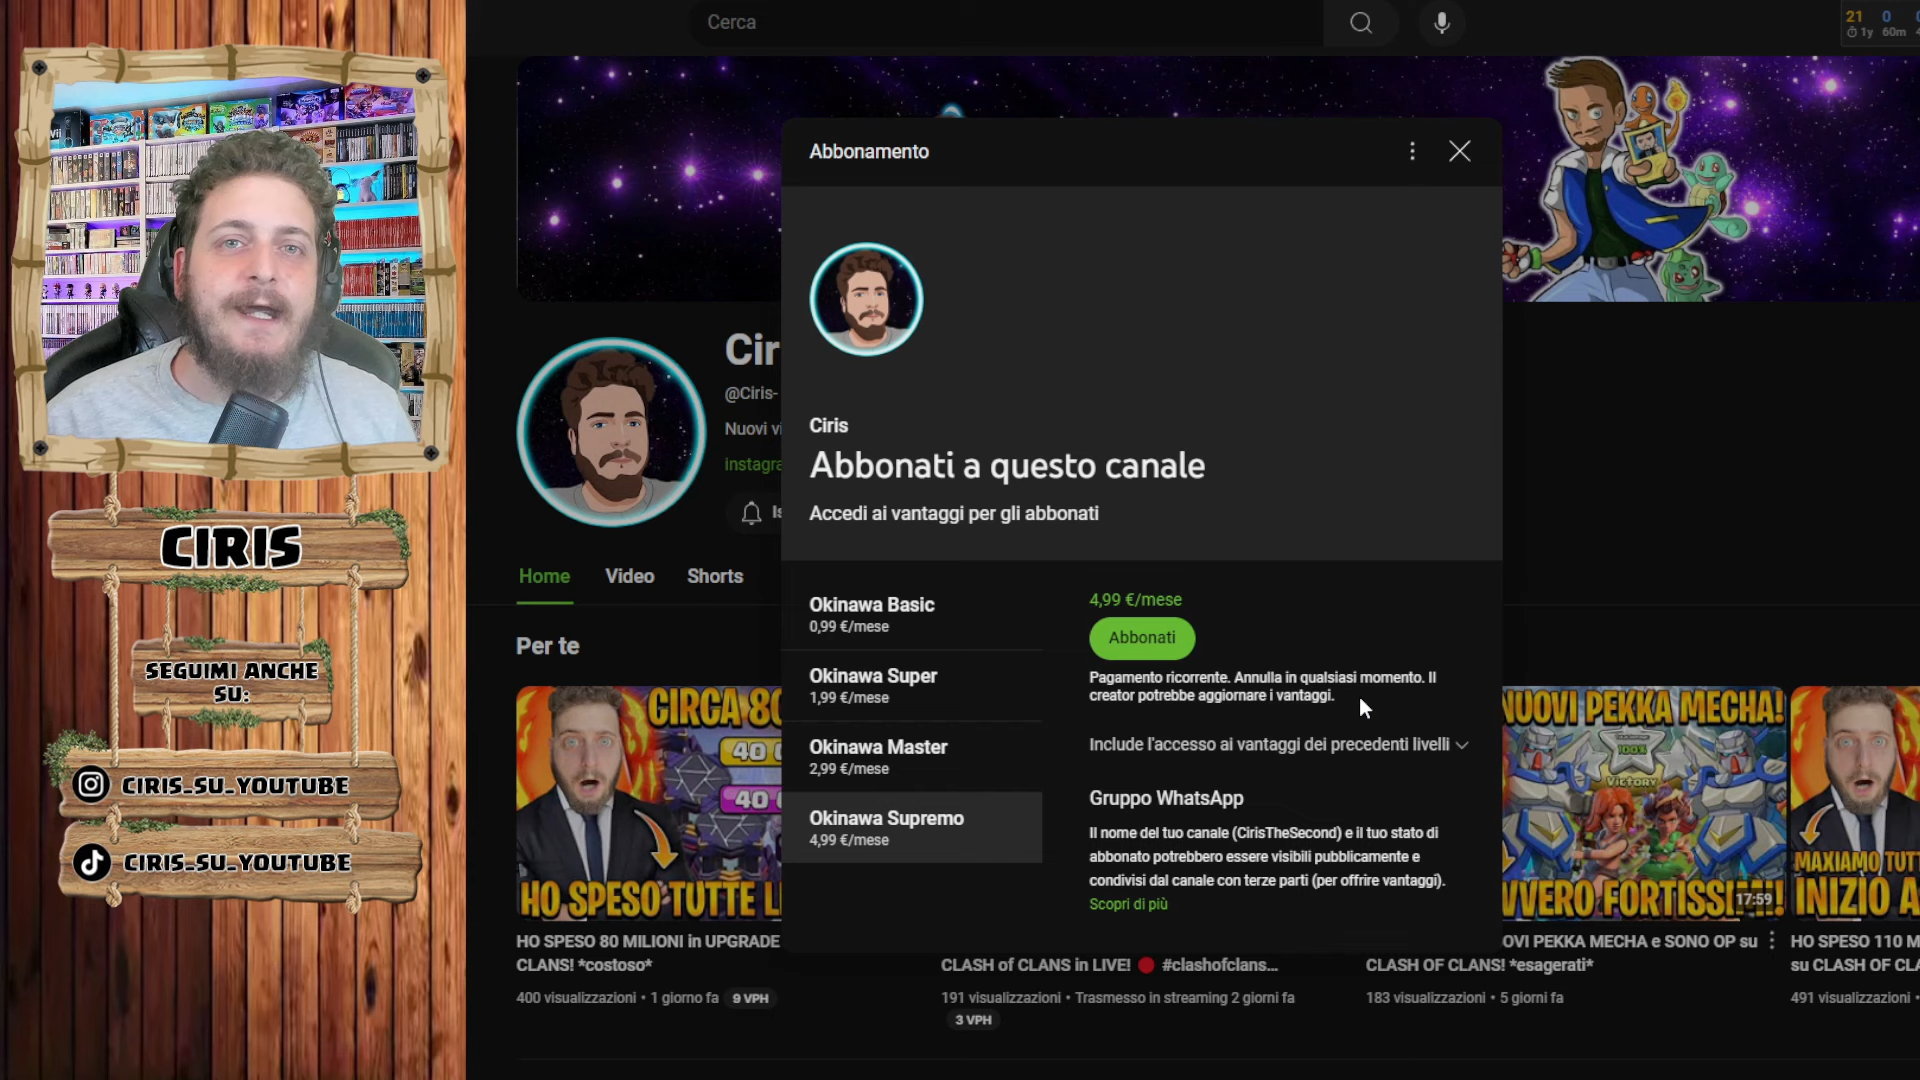 Cerca
21
0
1y
60m
Abbonamento
Cir
@Ciris-
Nuovi vi
Instagra
Is
Ciris
Abbonati a questo canale
Accedi ai vantaggi per gli abbonati
Home
Video
Shorts
Okinawa Basic
0,99 €/mese
Okinawa Super
1,99 €/mese
Okinawa Master
2,99 €/mese
Okinawa Supremo
4,99 €/mese
4,99 €/mese
Abbonati
Pagamento ricorrente. Annulla in qualsiasi momento. Il
creator potrebbe aggiornare i vantaggi.
Include l'accesso ai vantaggi dei precedenti livelli
Gruppo WhatsApp
Il nome del tuo canale (CirisTheSecond) e il tuo stato di
abbonato potrebbero essere visibili pubblicamente e
condivisi dal canale con terze parti (per offrire vantaggi).
Scopri di più
Per te
CIRCA 80
40
40
HO SPESO TUTTE L
HO SPESO 80 MILIONI in UPGRADE
CLANS! *costoso*
400 visualizzazioni • 1 giorno fa
9 VPH
CLASH of CLANS in LIVE! 🔴 #clashofclans...
191 visualizzazioni • Trasmesso in streaming 2 giorni fa
3 VPH
NUOVI PEKKA MECHA!
100%
VICTORY
VVERO FORTISSIMI!
17:59
OVI PEKKA MECHA e SONO OP su
CLASH OF CLANS! *esagerati*
183 visualizzazioni • 5 giorni fa
MAXIAMO TUTT
INIZIO A
HO SPESO 110 M
su CLASH OF CLA
491 visualizzazioni •
CIRIS
SEGUIMI ANCHE
SU:
CIRIS_SU_YOUTUBE
CIRIS_SU_YOUTUBE